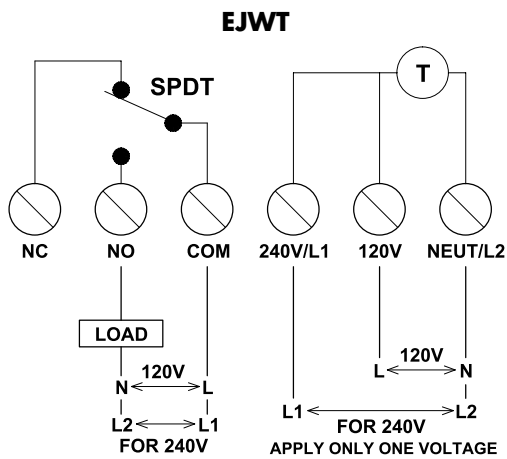 EJWT
SPDT
T
NC NO COM 240V/L1 120V NEUT/L2
LOAD
120V
N L
L2 L1
FOR 240V
120V
L N
L1 L2
FOR 240V
APPLY ONLY ONE VOLTAGE